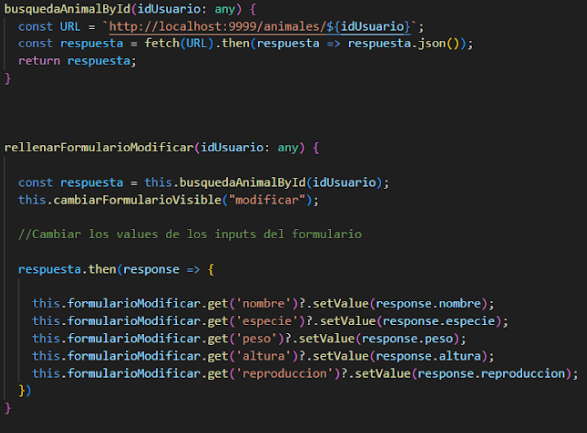 busquedaAnimalById(idUsuario: any) {
const URL = `http://localhost:9999/animales/${idUsuario}`;
const respuesta = fetch(URL).then(respuesta => respuesta.json());
return respuesta;
}
rellenarFormularioModificar(idUsuario: any) {
const respuesta = this.busquedaAnimalById(idUsuario);
this.cambiarFormularioVisible("modificar");
//Cambiar los values de los inputs del formulario
respuesta.then(response => {
this.formularioModificar.get('nombre')?.setValue(response.nombre);
this.formularioModificar.get('especie')?.setValue(response.especie);
this.formularioModificar.get('peso')?.setValue(response.peso);
this.formularioModificar.get('altura')?.setValue(response.altura);
this.formularioModificar.get('reproduccion')?.setValue(response.reproduccion);
})
}